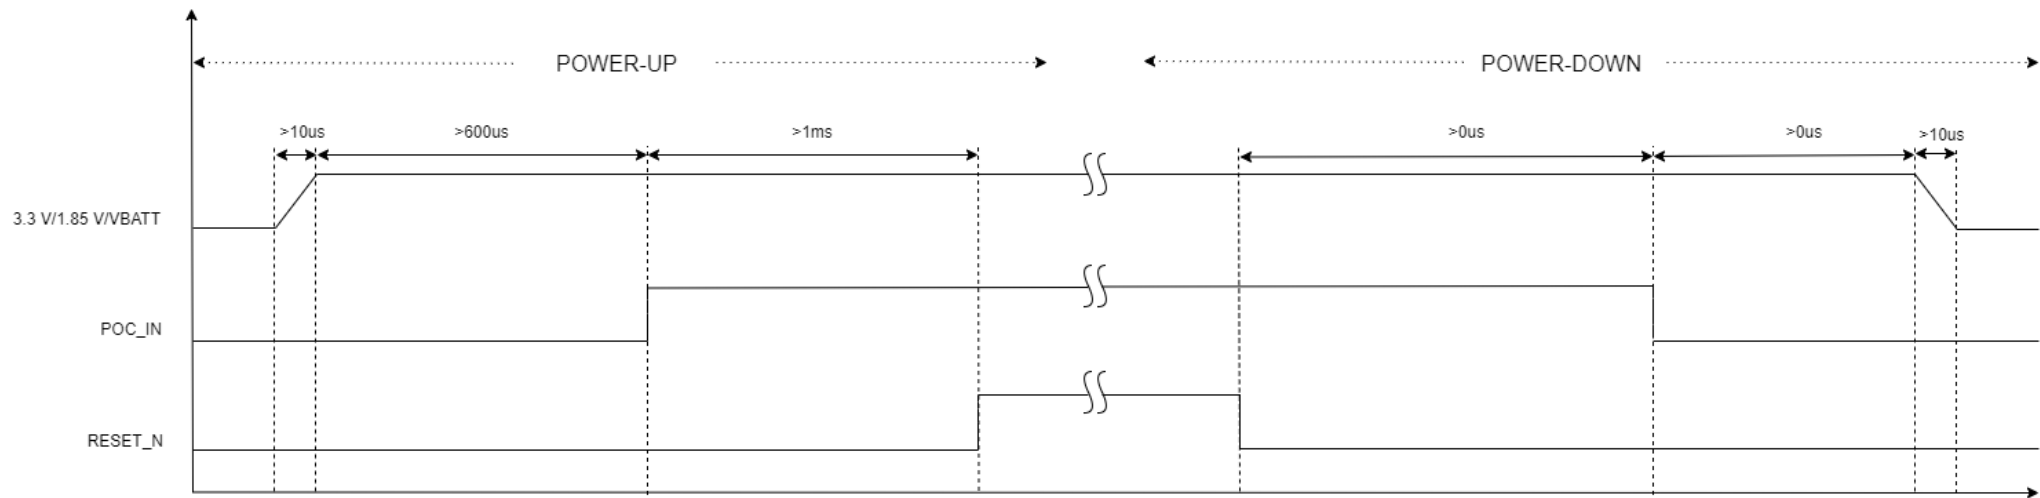 POWER-UP
POWER-DOWN
>10us
>600us
>1ms
>0us
>0us
>10us
3.3 V/1.85 V/VBATT
POC_IN
RESET_N